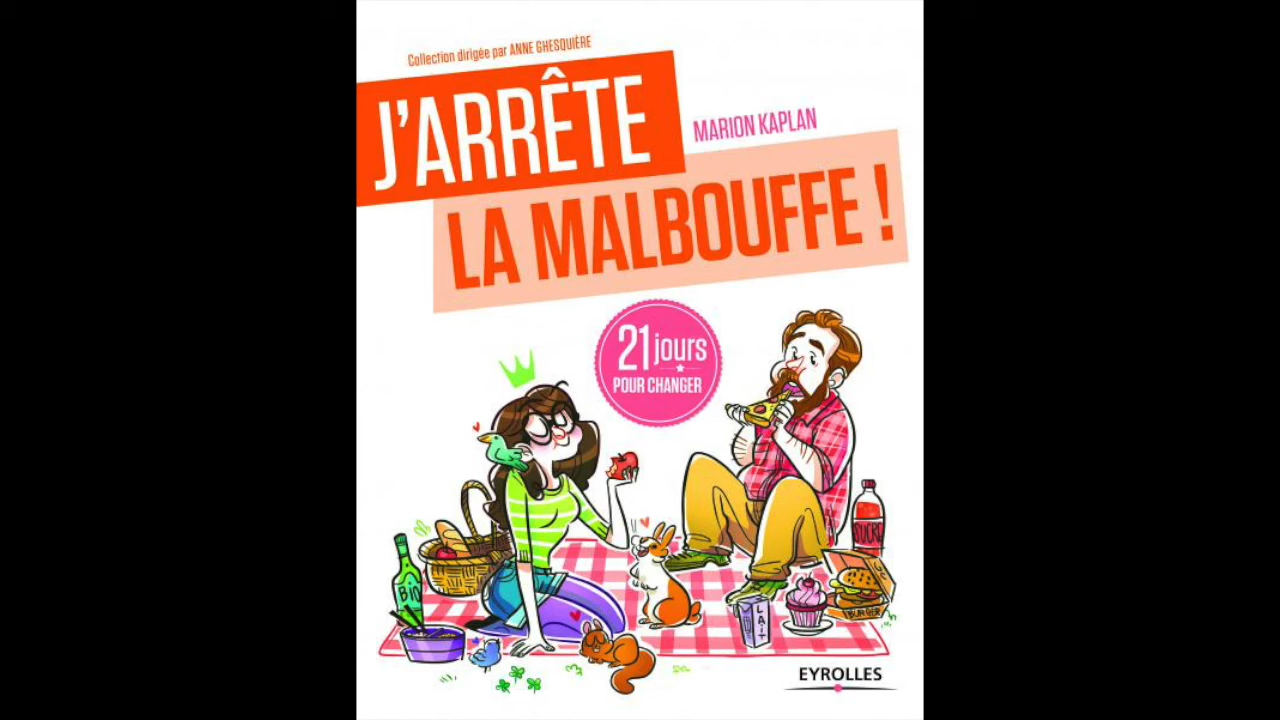 Collection dirigée par ANNE GHESQUIÈRE
J'ARRÊTE
MARION KAPLAN
LA MALBOUFFE !
21 jours
POUR CHANGER
BIO
SUCRE
LAIT
BURGER
EYROLLES